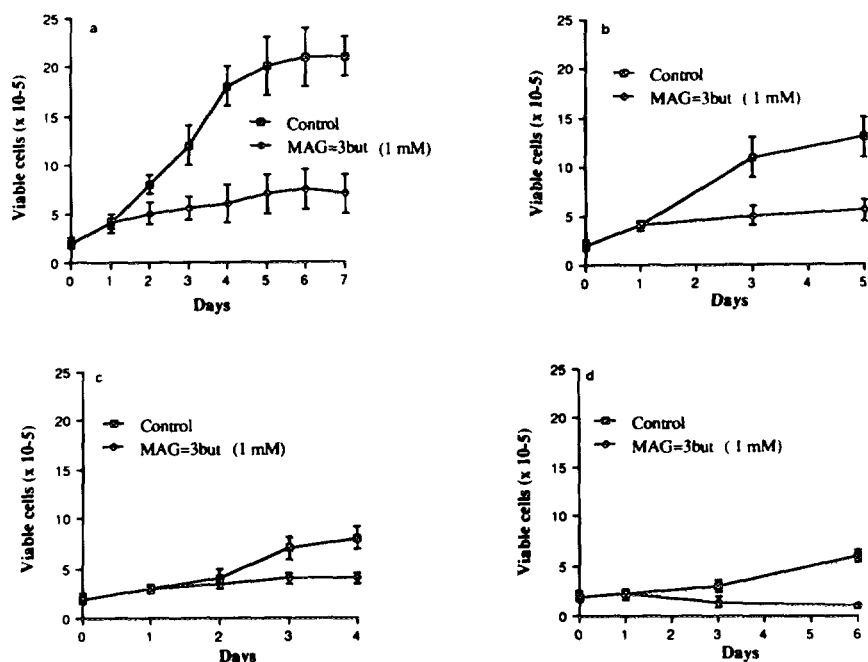 a
25
20
15
10
5
0
Viable cells (x 10-5)
Control
MAG=3but (1 mM)
0 1 2 3 4 5 6 7
Days
b
25
20
15
10
5
0
Viable cells (x 10-5)
Control
MAG=3but (1 mM)
0 1 2 3 4 5
Days
c
25
20
15
10
5
0
Viable cells (x 10-5)
Control
MAG=3but (1 mM)
0 1 2 3 4
Days
d
25
20
15
10
5
0
Viable cells (x 10-5)
Control
MAG=3but (1 mM)
0 1 2 3 4 5 6
Days